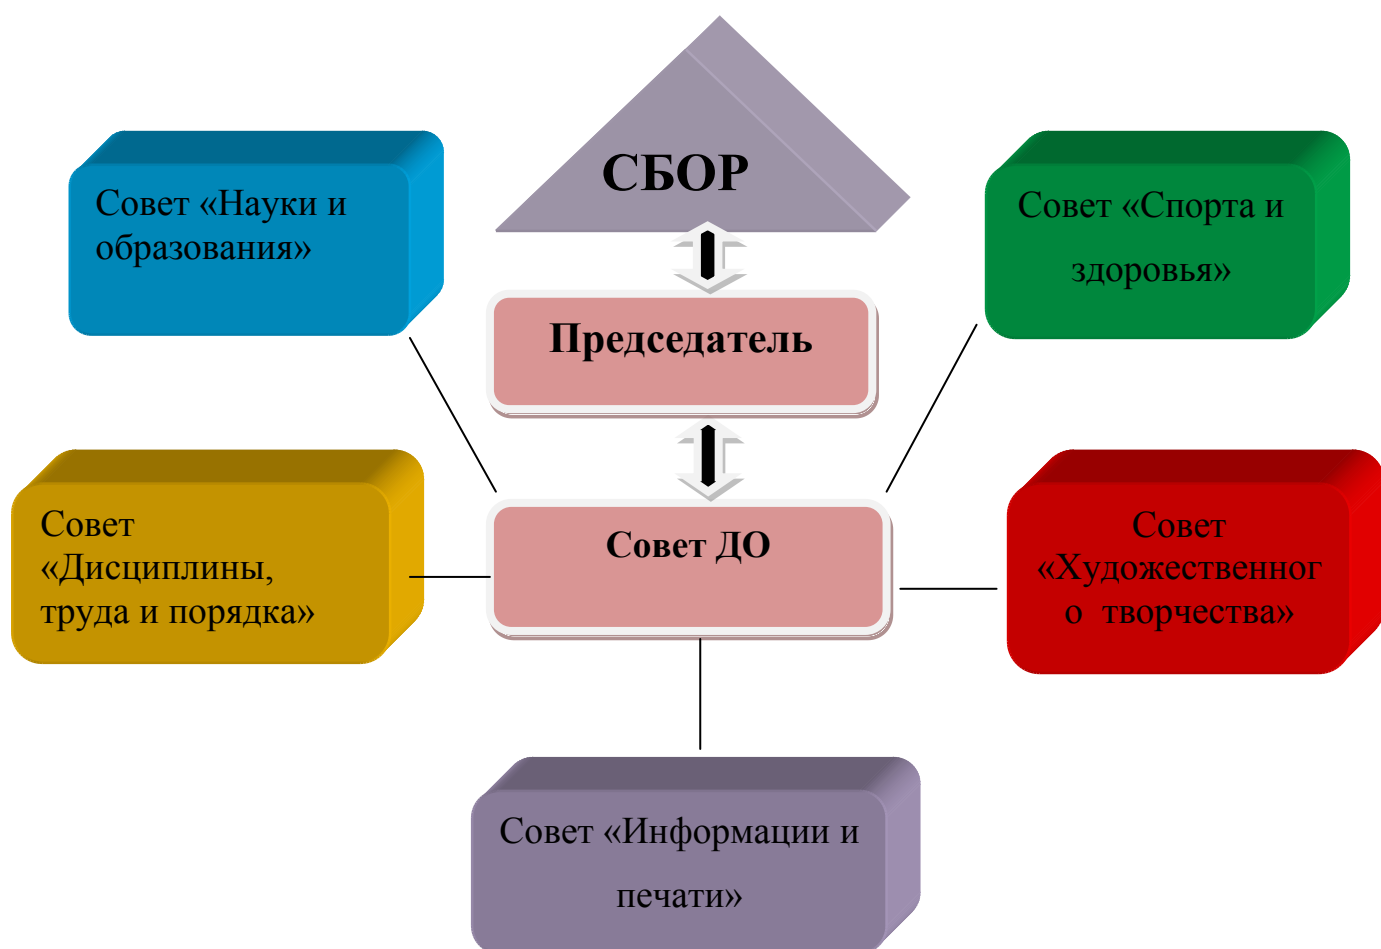 СБОР
Совет «Науки и
образования»
Совет «Спорта и
здоровья»
Председатель
Совет
«Дисциплины,
труда и порядка»
Совет ДО
Совет
«Художественног
о творчества»
Совет «Информации и
печати»